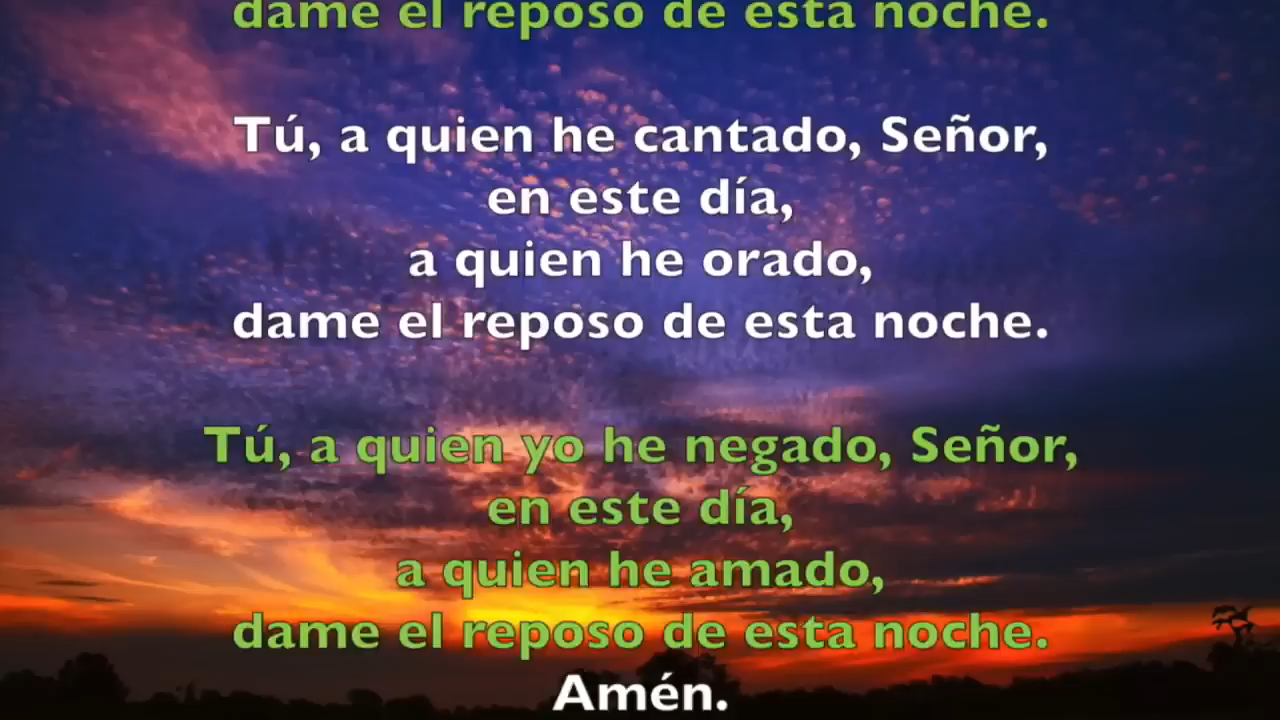 dame el reposo de esta noche.
Tú, a quien he cantado, Señor,
en este día,
a quien he orado,
dame el reposo de esta noche.
Tú, a quien yo he negado, Señor,
en este día,
a quien he amado,
dame el reposo de esta noche.
Amén.